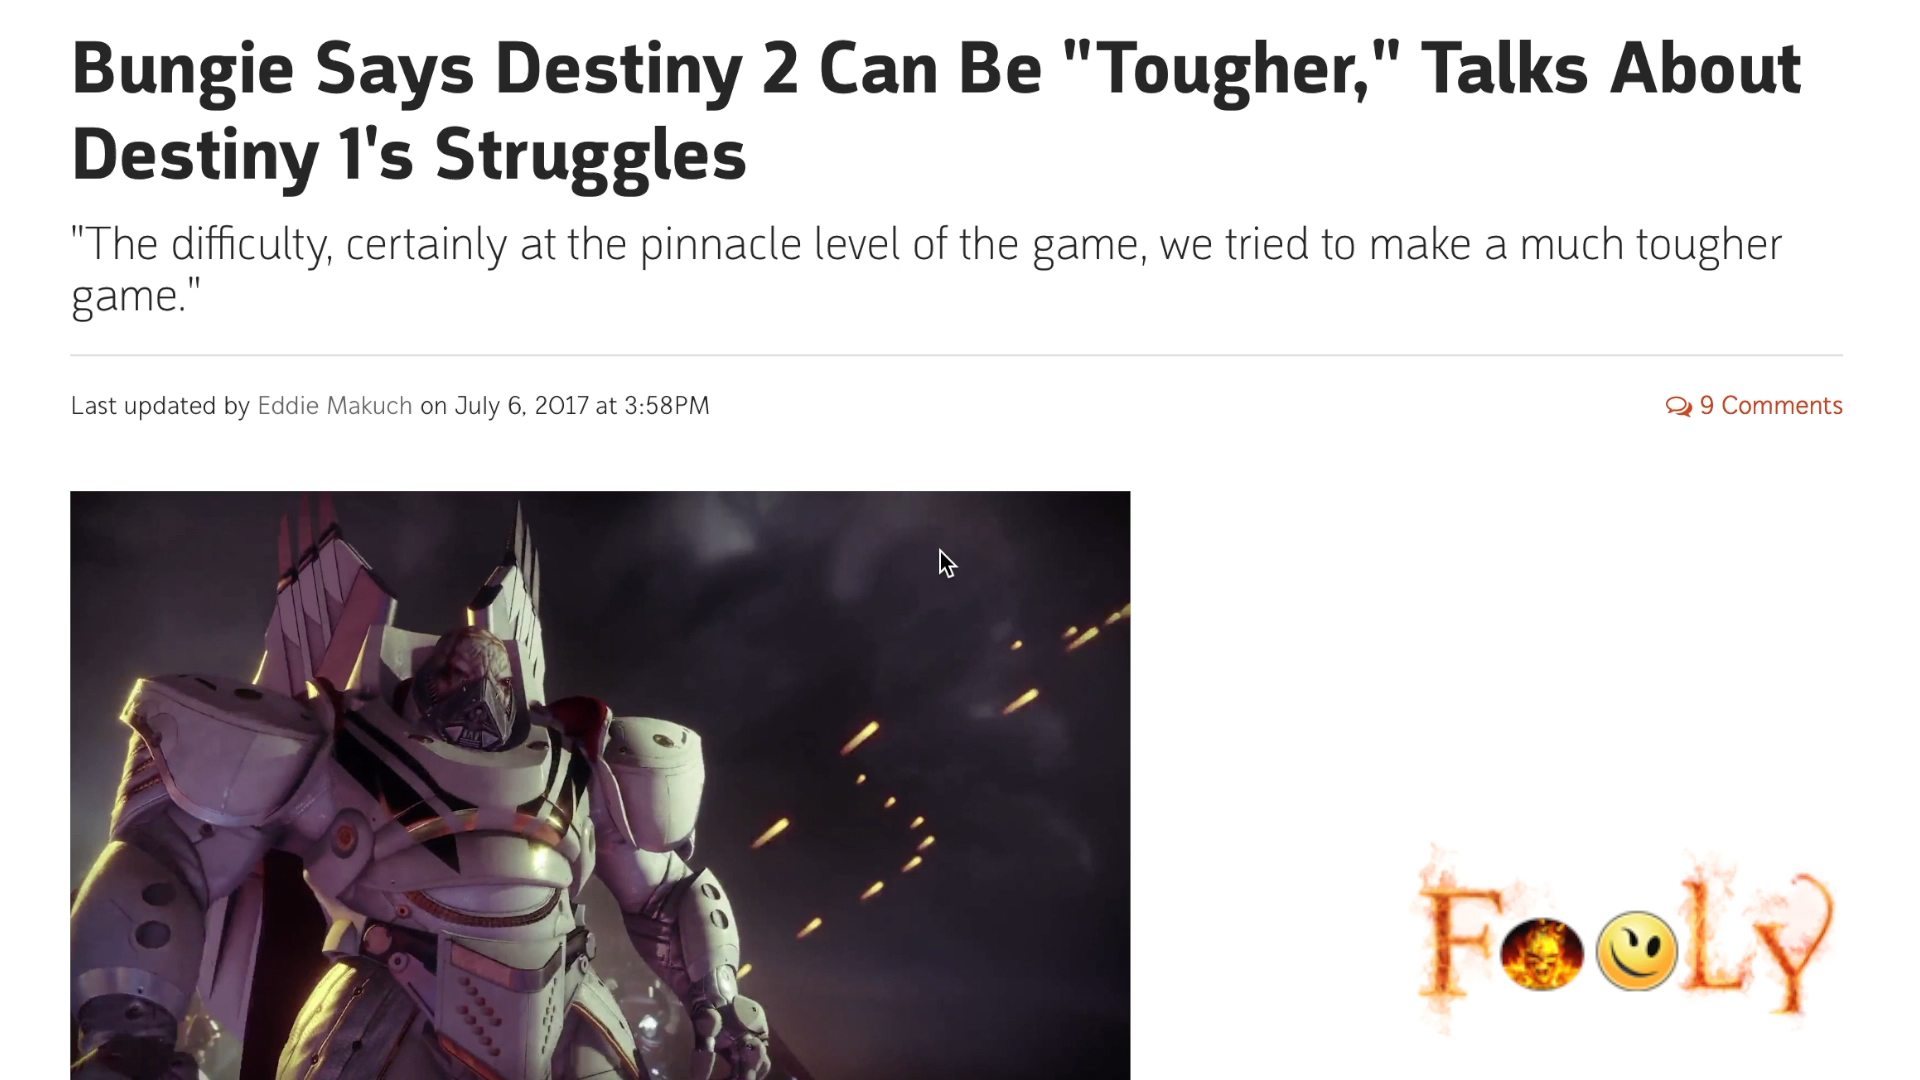 Bungie Says Destiny 2 Can Be "Tougher," Talks About
Destiny 1's Struggles
"The difficulty, certainly at the pinnacle level of the game, we tried to make a much tougher
game."
Last updated by Eddie Makuch on July 6, 2017 at 3:58PM
9 Comments
FooLy